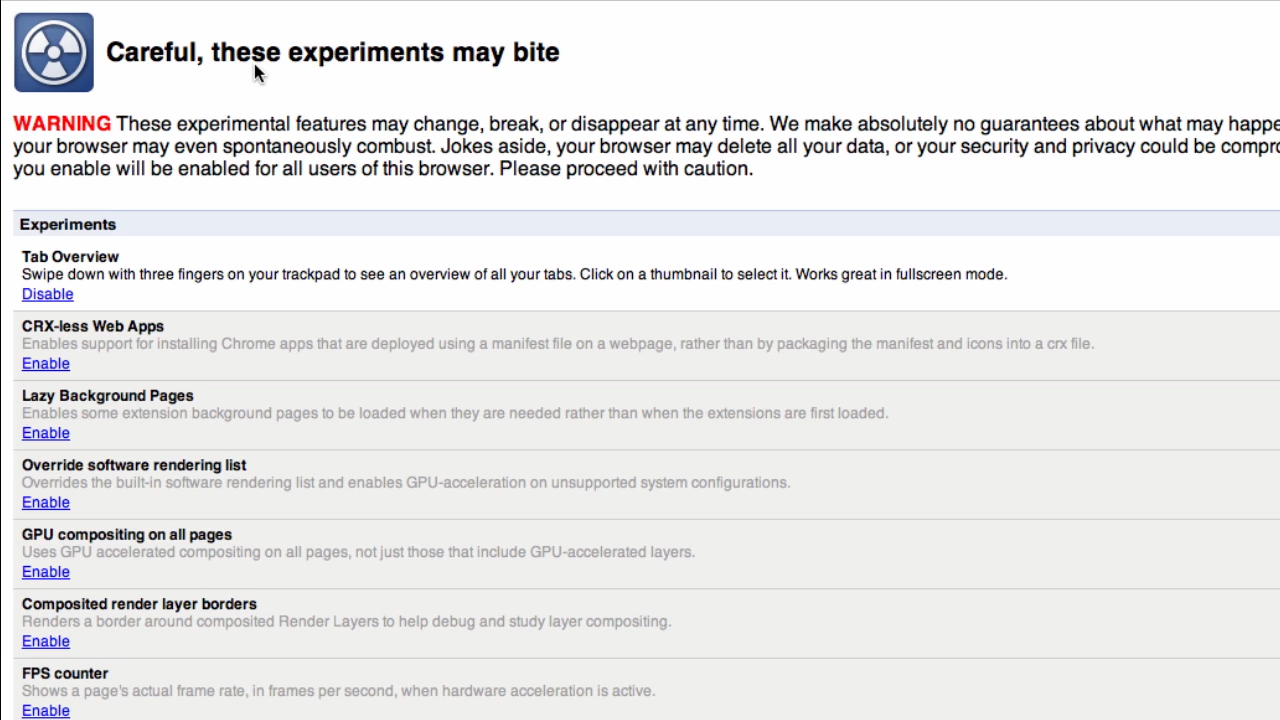 Careful, these experiments may bite
WARNING These experimental features may change, break, or disappear at any time. We make absolutely no guarantees about what may
your browser may even spontaneously combust. Jokes aside, your browser may delete all your data, or your security and privacy could be
you enable will be enabled for all users of this browser. Please proceed with caution.
Experiments
Tab Overview
Swipe down with three fingers on your trackpad to see an overview of all your tabs. Click on a thumbnail to select it. Works great in fullscreen mode.
Disable
CRX-less Web Apps
Enables support for installing Chrome apps that are deployed using a manifest file on a webpage, rather than by packaging the manifest and icons into a crx file.
Enable
Lazy Background Pages
Enables some extension background pages to be loaded when they are needed rather than when the extensions are first loaded.
Enable
Override software rendering list
Overrides the built-in software rendering list and enables GPU-acceleration on unsupported system configurations.
Enable
GPU compositing on all pages
Uses GPU accelerated compositing on all pages, not just those that include GPU-accelerated layers.
Enable
Composited render layer borders
Renders a border around composited Render Layers to help debug and study layer compositing.
Enable
FPS counter
Shows a page's actual frame rate, in frames per second, when hardware acceleration is active.
Enable